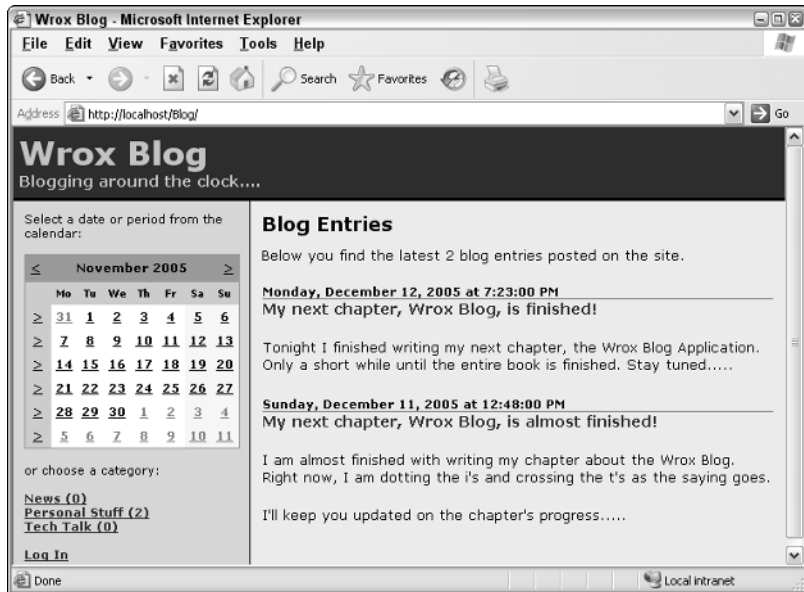 Wrox Blog - Microsoft Internet Explorer
File Edit View Favorites Tools Help
Back Search Favorites
Address http://localhost/Blog/ Go
Wrox Blog
Blogging around the clock....
Select a date or period from the
calendar:
< November 2005 >
Mo Tu We Th Fr Sa Su
> 31 1 2 3 4 5 6
> 7 8 9 10 11 12 13
> 14 15 16 17 18 19 20
> 21 22 23 24 25 26 27
> 28 29 30 1 2 3 4
> 5 6 7 8 9 10 11
or choose a category:
News (0)
Personal Stuff (2)
Tech Talk (0)
Log In
Blog Entries
Below you find the latest 2 blog entries posted on the site.
Monday, December 12, 2005 at 7:23:00 PM
My next chapter, Wrox Blog, is finished!
Tonight I finished writing my next chapter, the Wrox Blog Application.
Only a short while until the entire book is finished. Stay tuned.....
Sunday, December 11, 2005 at 12:48:00 PM
My next chapter, Wrox Blog, is almost finished!
I am almost finished with writing my chapter about the Wrox Blog.
Right now, I am dotting the i's and crossing the t's as the saying goes.
I'll keep you updated on the chapter's progress.....
Done Local intranet